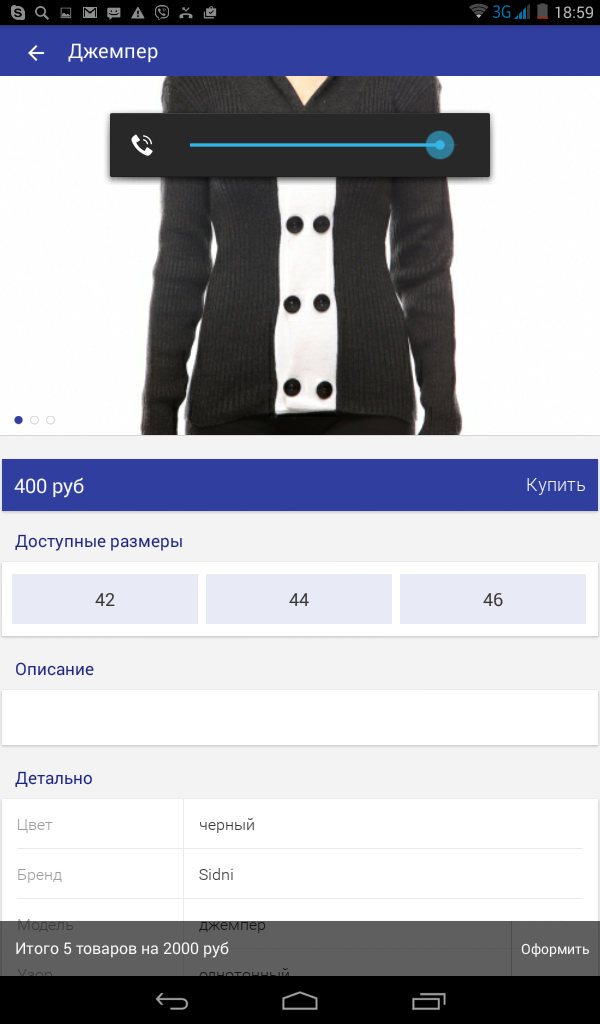 3G 18:59
Джемпер
400 руб Купить
Доступные размеры
42 44 46
Описание
Детально
Цвет черный
Бренд Sidni
Модель джемпер
Итого 5 товаров на 2000 руб Оформить
Узор однотонный